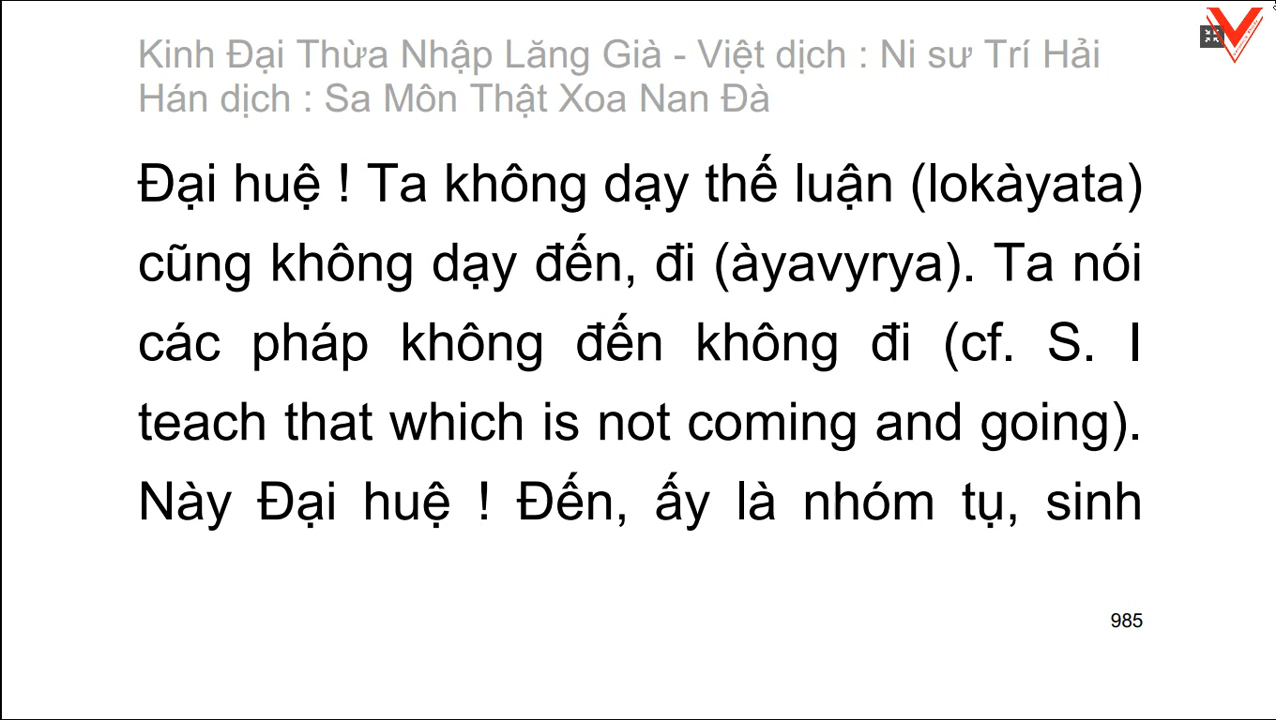 Kinh Đại Thừa Nhập Lăng Già - Việt dịch : Ni sư Trí Hải
Hán dịch : Sa Môn Thật Xoa Nan Đà
Đại huệ ! Ta không dạy thế luận (lokàyata)
cũng không dạy đến, đi (àyavyrya). Ta nói
các pháp không đến không đi (cf. S. I
teach that which is not coming and going).
Này Đại huệ ! Đến, ấy là nhóm tụ, sinh
985